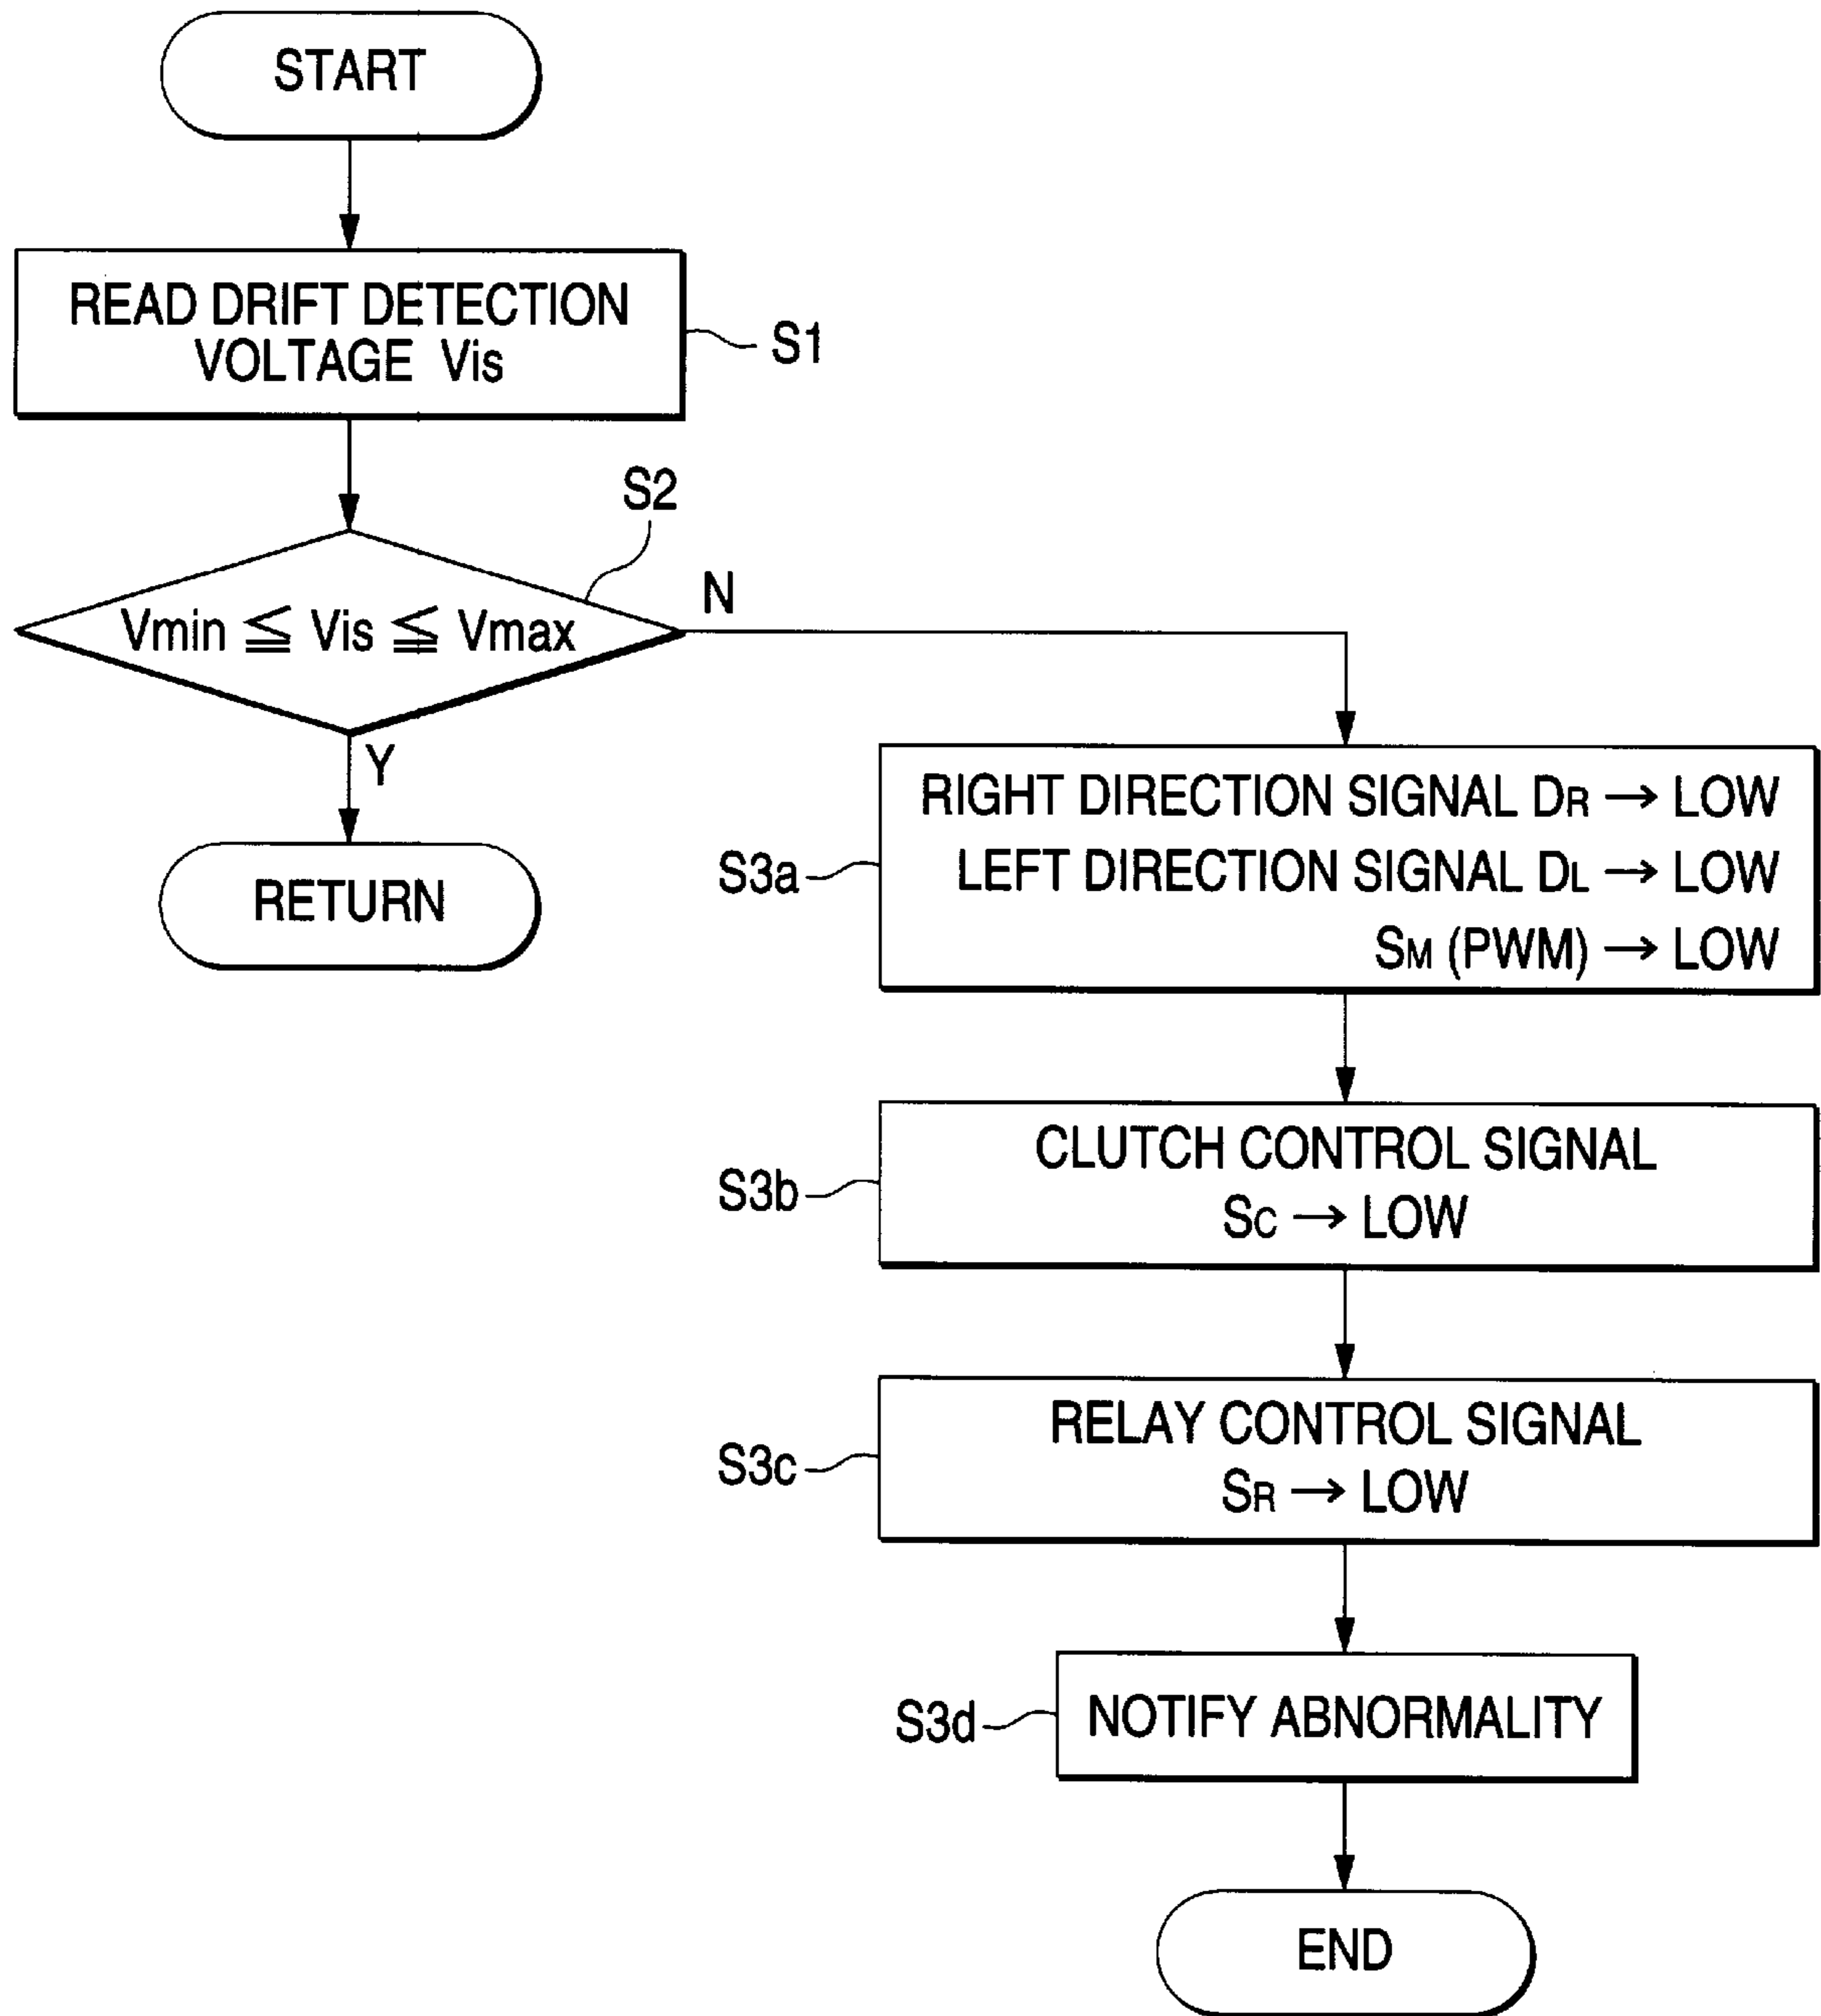 START
READ DRIFT DETECTION
VOLTAGE Vis
S1
S2
Vmin ≦ Vis ≦ Vmax
N
Y
RETURN
RIGHT DIRECTION SIGNAL DR → LOW
LEFT DIRECTION SIGNAL DL → LOW
SM (PWM) → LOW
S3a
CLUTCH CONTROL SIGNAL
SC → LOW
S3b
RELAY CONTROL SIGNAL
SR → LOW
S3c
NOTIFY ABNORMALITY
S3d
END